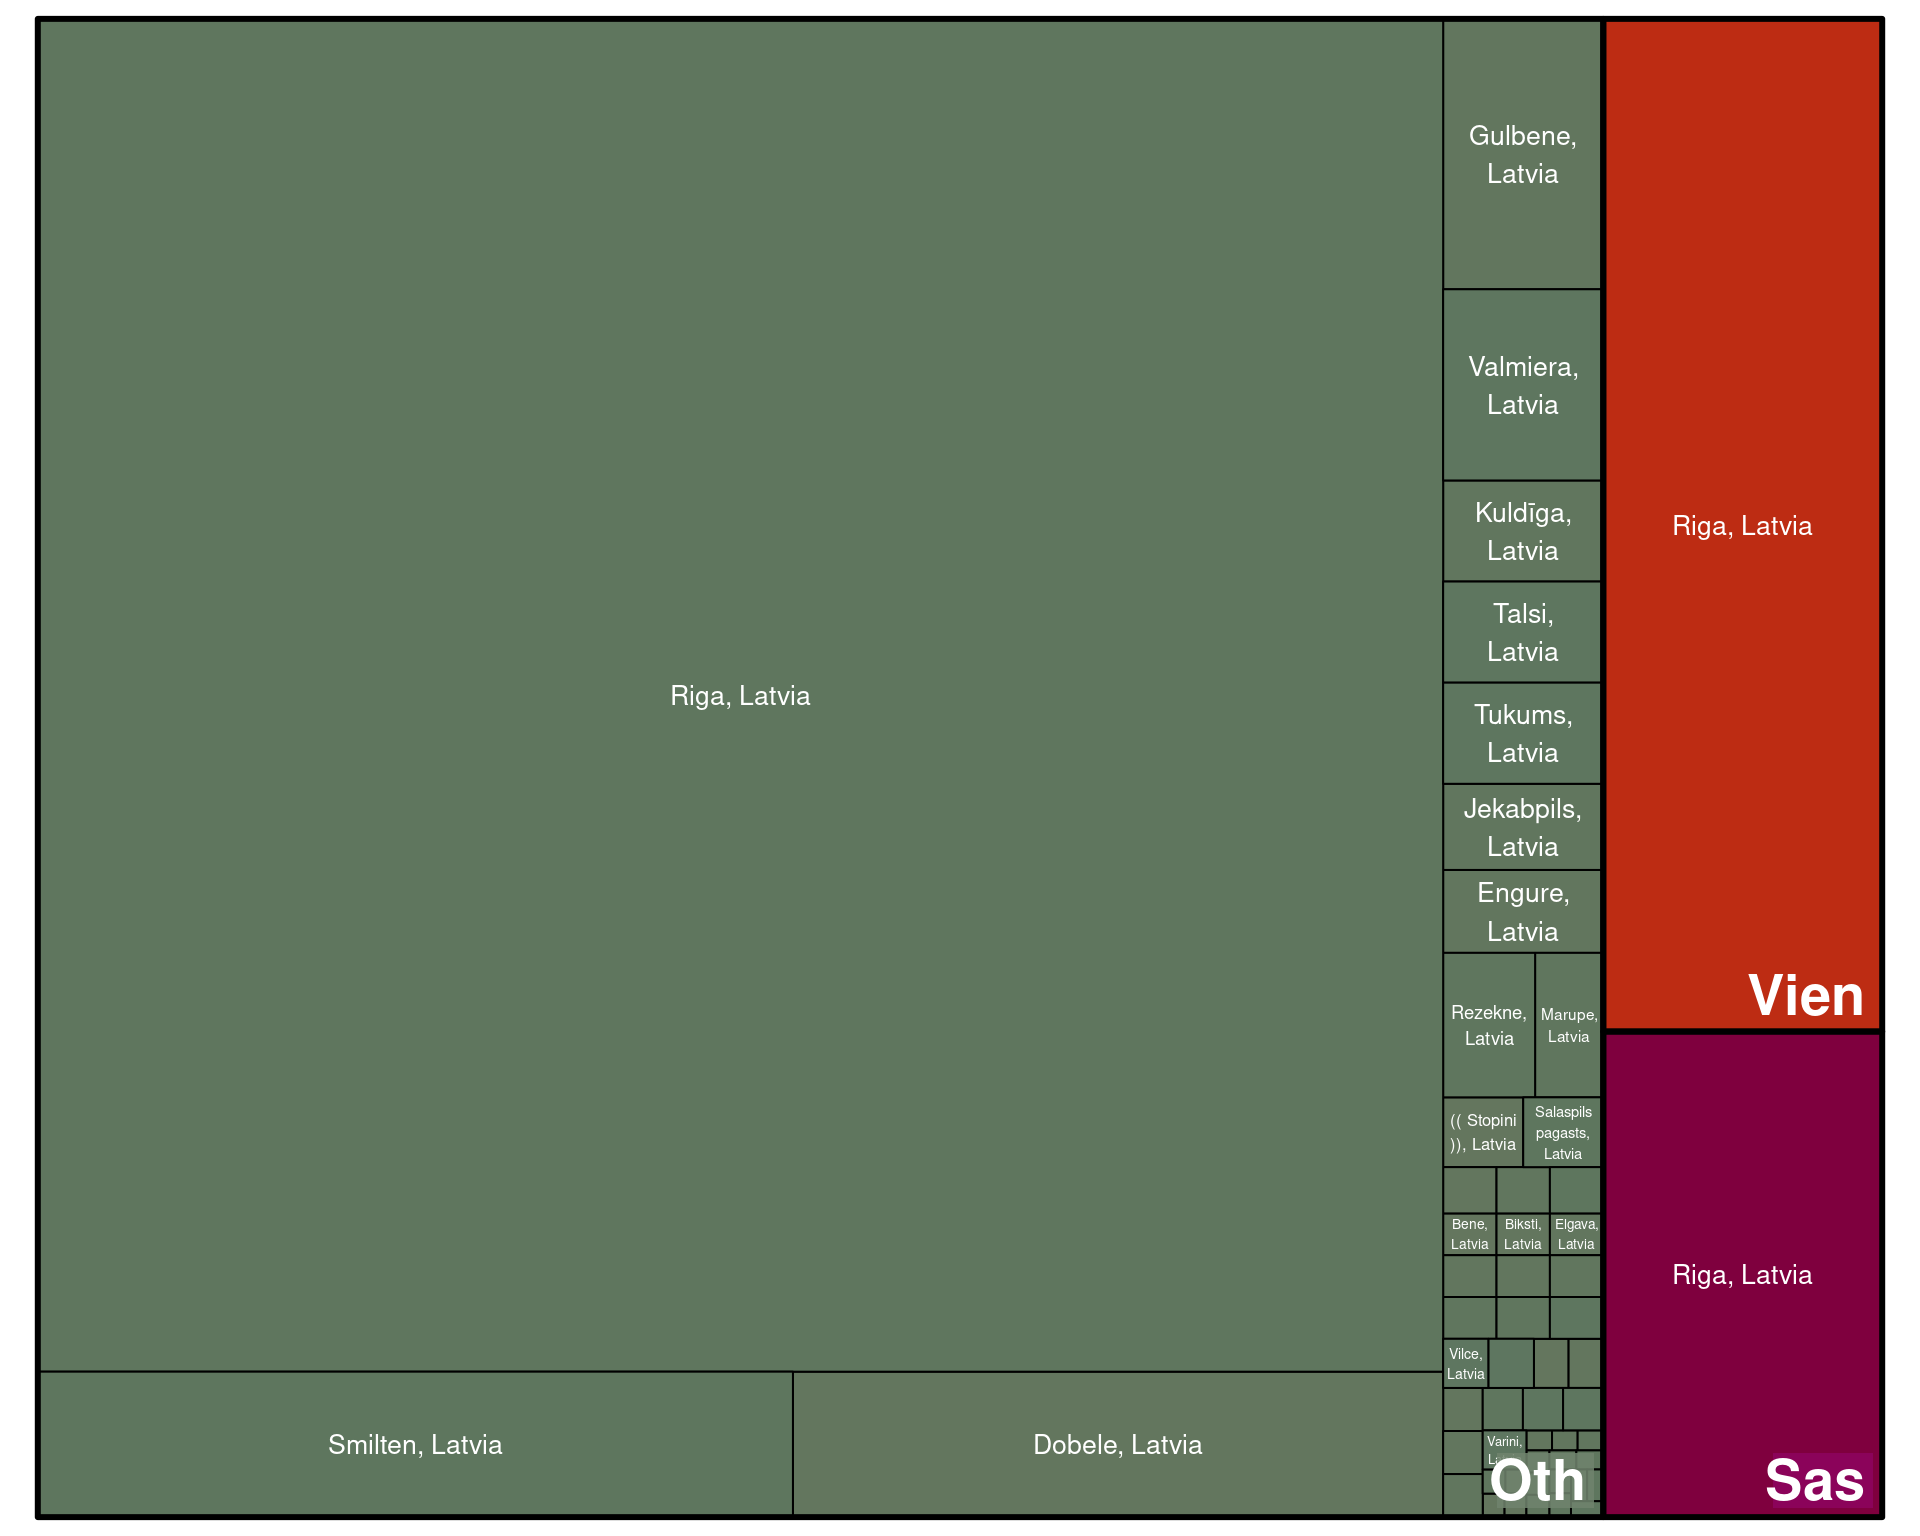 Riga, Latvia
Smilten, Latvia
Dobele, Latvia
Gulbene,
Latvia
Valmiera,
Latvia
Kuldīga,
Latvia
Talsi,
Latvia
Tukums,
Latvia
Jekabpils,
Latvia
Engure,
Latvia
Rezekne,
Latvia
Marupe,
Latvia
(( Stopini
)), Latvia
Salaspils
pagasts,
Latvia
Bene,
Latvia
Biksti,
Latvia
Elgava,
Latvia
Vilce,
Latvia
Varini,
Oth
Riga, Latvia
Vien
Riga, Latvia
Sas